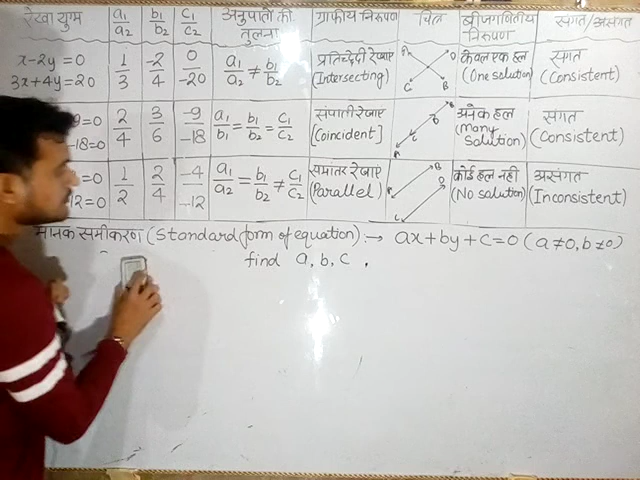 रेखा युग्म a₁/a₂ b₁/b₂ c₁/c₂ अनुपातों की तुलना ग्राफीय निरूपण चित्र बीजगणितीय निरूपण संगत/असंगत
x-2y=0
3x+4y=20 1/3 -2/4 0/-20 a₁/a₂ ≠ b₁/b₂ प्रतिच्छेदी रेखाए (Intersecting) A D C B केवल एक हल (One solution) संगत (Consistent)
9=0
-18=0 2/4 3/6 -9/-18 a₁/b₁ = b₁/b₂ = c₁/c₂ संपाती रेखाए (Coincident] अनेक हल (Many solution) संगत (Consistent)
=0
12=0 1/2 2/4 -4/-12 a₁/a₂ = b₁/b₂ ≠ c₁/c₂ समांतर रेखाए (Parallel) B D C कोई हल नहीं (No solution) असंगत (Inconsistent)
मानक समीकरण (Standard form of equation) :→ ax+by+c=0 (a≠0, b≠0)
find a, b, c .